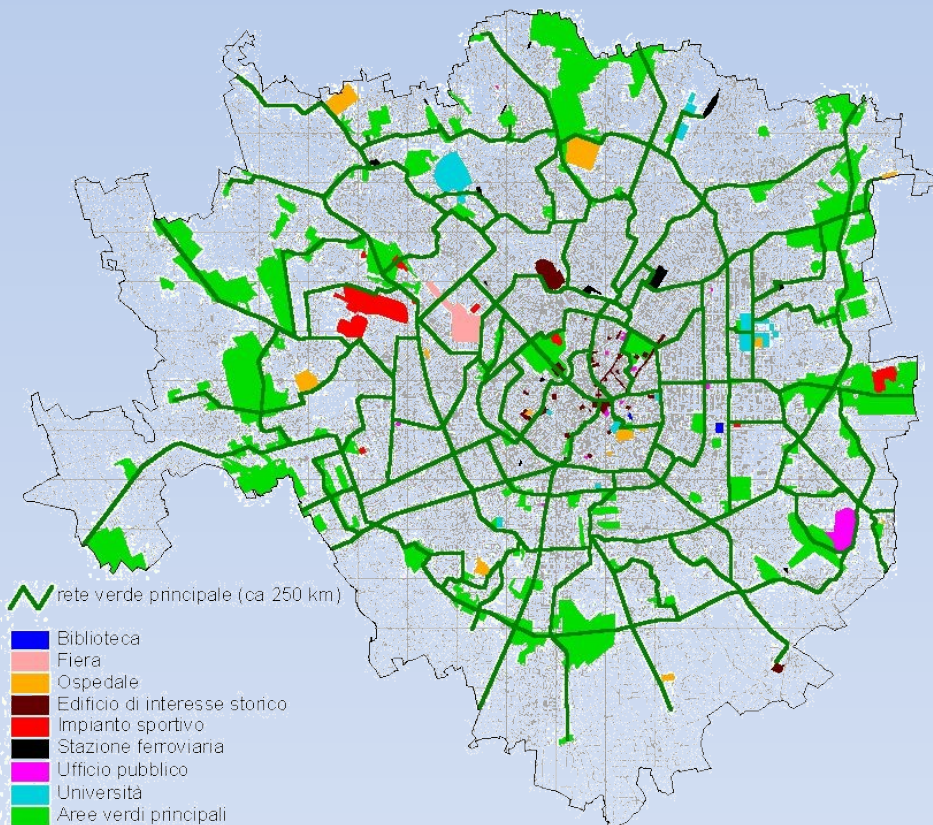 rete verde principale (ca 250 km)
Biblioteca
Fiera
Ospedale
Edificio di interesse storico
Impianto sportivo
Stazione ferroviaria
Ufficio pubblico
Università
Aree verdi principali